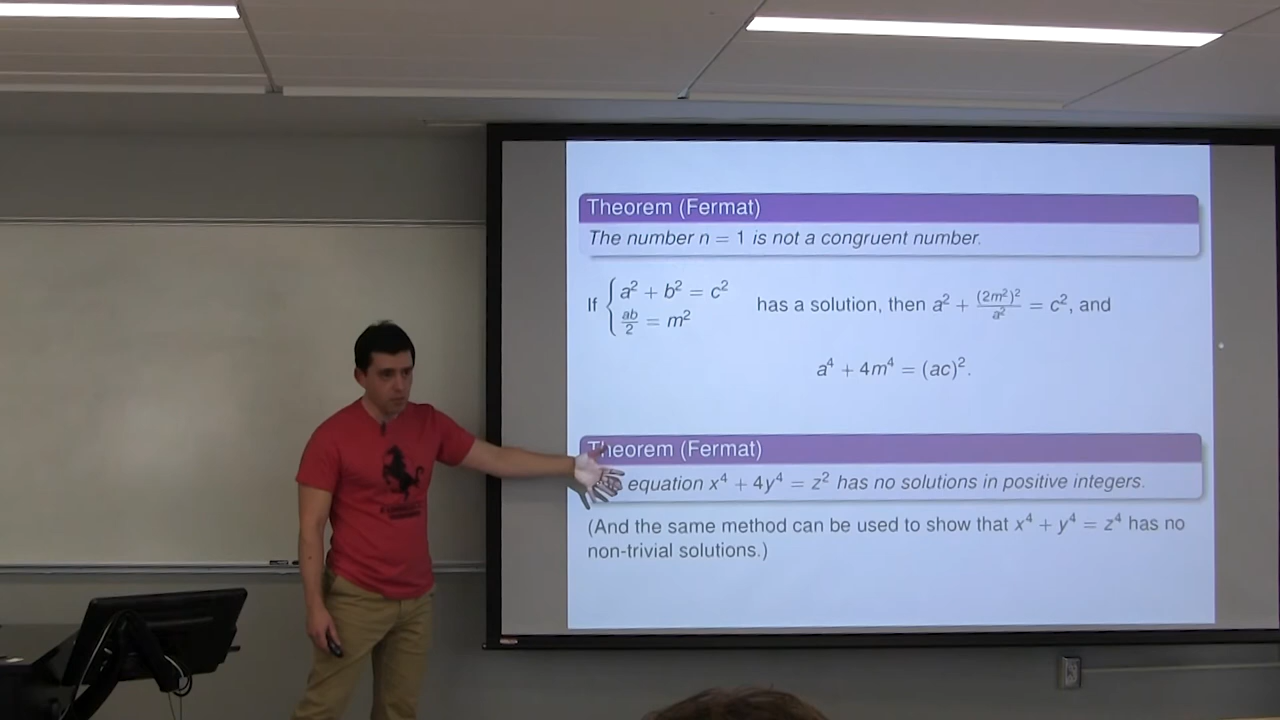 Theorem (Fermat)
The number n = 1 is not a congruent number.
If { a² + b² = c²
ab/2 = m²
has a solution, then a² + (2m²)²/a² = c², and
a⁴ + 4m⁴ = (ac)².
Theorem (Fermat)
equation x⁴ + 4y⁴ = z² has no solutions in positive integers.
(And the same method can be used to show that x⁴ + y⁴ = z⁴ has no
non-trivial solutions.)